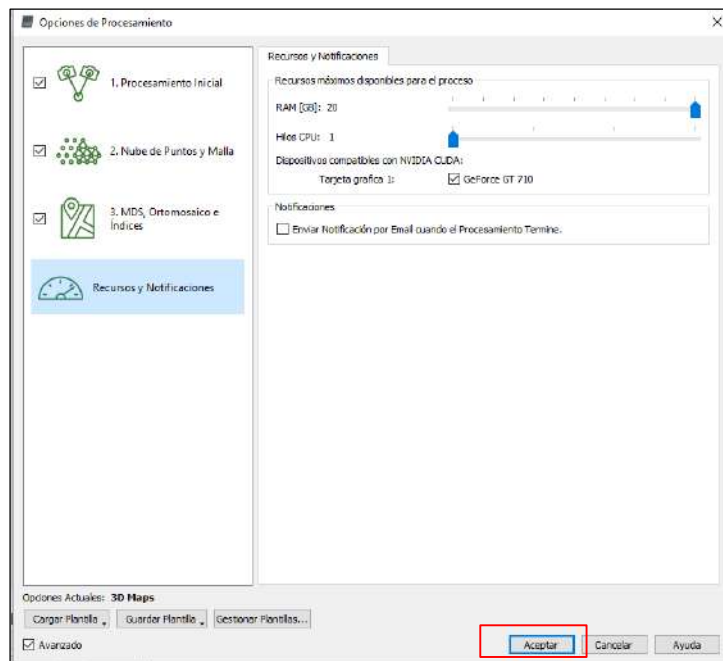 Opciones de Procesamiento
1. Procesamiento Inicial
2. Nube de Puntos y Malla
3. MDS, Ortomosaico e
Índices
Recursos y Notificaciones
Recursos y Notificaciones
Recursos máximos disponibles para el proceso
RAM [GB]: 20
Hilos CPU: 1
Dispositivos compatibles con NVIDIA CUDA:
Tarjeta grafica 1: GeForce GT 710
Notificaciones
Enviar Notificación por Email cuando el Procesamiento Termine.
Opciones Actuales: 3D Maps
Cargar Plantilla
Guardar Plantilla
Gestionar Plantillas...
Avanzado
Aceptar
Cancelar
Ayuda